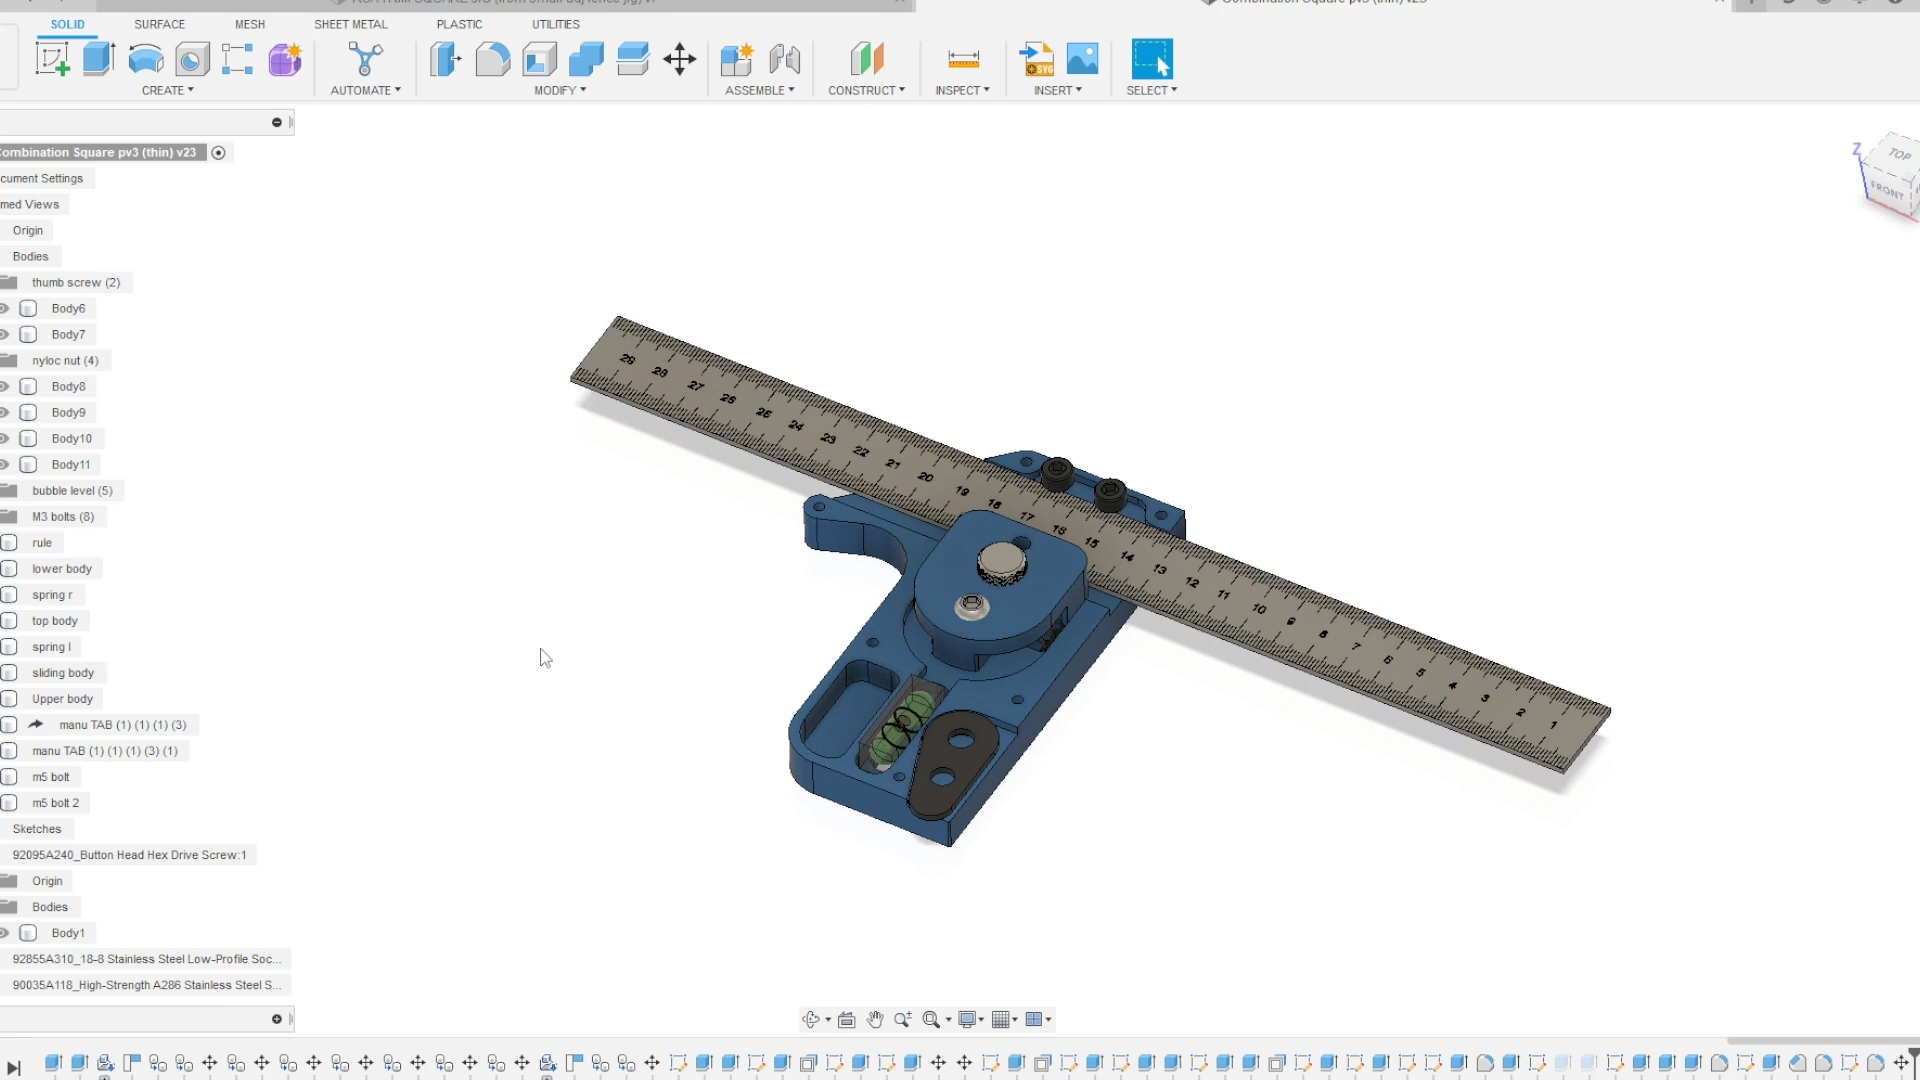 Combination Square pv3 (thin) v23
SOLID
SURFACE
MESH
SHEET METAL
PLASTIC
UTILITIES
SVG
CREATE
AUTOMATE
MODIFY
ASSEMBLE
CONSTRUCT
INSPECT
INSERT
SELECT
ombination Square pv3 (thin) v23
cument Settings
med Views
Origin
Bodies
thumb screw (2)
Body6
Body7
nyloc nut (4)
Body8
Body9
Body10
Body11
bubble level (5)
M3 bolts (8)
rule
lower body
spring r
top body
spring l
sliding body
Upper body
manu TAB (1) (1) (1) (3)
manu TAB (1) (1) (1) (3) (1)
m5 bolt
m5 bolt 2
Sketches
92095A240_Button Head Hex Drive Screw:1
Origin
Bodies
Body1
92855A310_18-8 Stainless Steel Low-Profile Soc...
90035A118_High-Strength A286 Stainless Steel S...
Z
TOP
FRONT
29 28 27 26 25 24 23 22 21 20 19 18 17 16 15 14 13 12 11 10 9 8 7 6 5 4 3 2 1